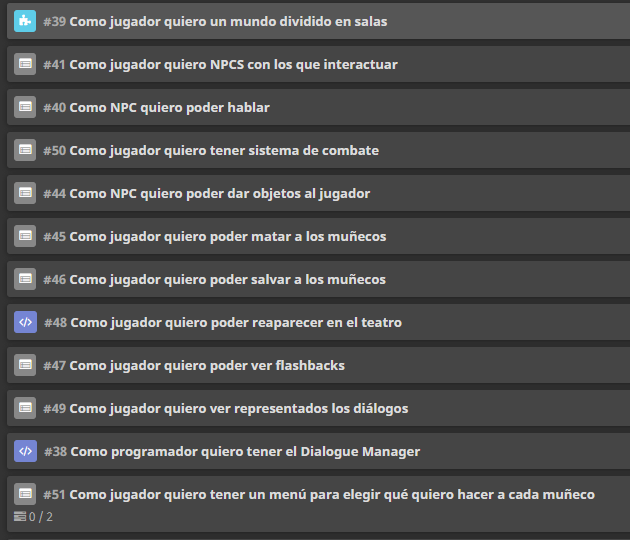 #39 Como jugador quiero un mundo dividido en salas
#41 Como jugador quiero NPCS con los que interactuar
#40 Como NPC quiero poder hablar
#50 Como jugador quiero tener sistema de combate
#44 Como NPC quiero poder dar objetos al jugador
#45 Como jugador quiero poder matar a los muñecos
#46 Como jugador quiero poder salvar a los muñecos
#48 Como jugador quiero poder reaparecer en el teatro
#47 Como jugador quiero poder ver flashbacks
#49 Como jugador quiero ver representados los diálogos
#38 Como programador quiero tener el Dialogue Manager
#51 Como jugador quiero tener un menú para elegir qué quiero hacer a cada muñeco
0 / 2